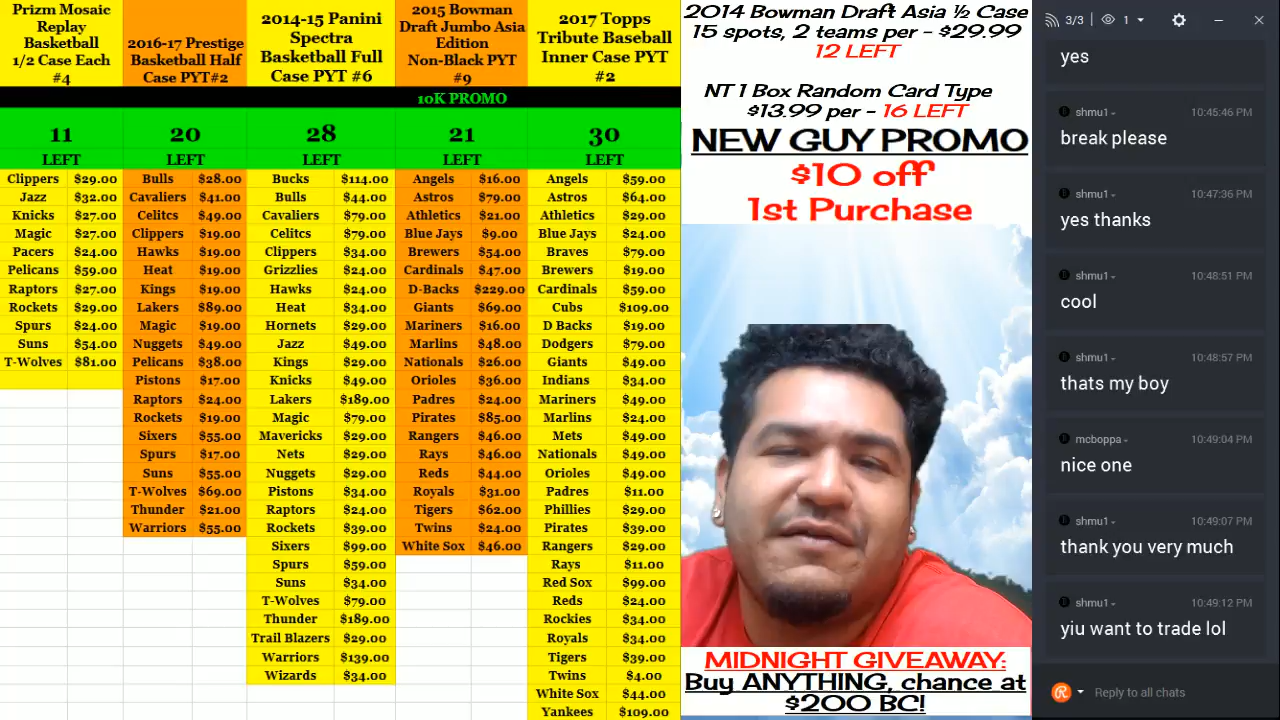 Prizm Mosaic
Replay
Basketball
1/2 Case Each
#4
11
LEFT
Clippers $29.00
Jazz $32.00
Knicks $27.00
Magic $27.00
Pacers $24.00
Pelicans $59.00
Raptors $27.00
Rockets $29.00
Spurs $24.00
Suns $54.00
T-Wolves $81.00
2016-17 Prestige
Basketball Half
Case PYT#2
20
LEFT
Bulls $28.00
Cavaliers $41.00
Celitcs $49.00
Clippers $19.00
Hawks $19.00
Heat $19.00
Kings $19.00
Lakers $89.00
Magic $19.00
Nuggets $49.00
Pelicans $38.00
Pistons $17.00
Raptors $24.00
Rockets $19.00
Sixers $55.00
Spurs $17.00
Suns $55.00
T-Wolves $69.00
Thunder $21.00
Warriors $55.00
2014-15 Panini
Spectra
Basketball Full
Case PYT #6
28
LEFT
Bucks $114.00
Bulls $44.00
Cavaliers $79.00
Celitcs $79.00
Clippers $34.00
Grizzlies $24.00
Hawks $24.00
Heat $34.00
Hornets $29.00
Jazz $49.00
Kings $29.00
Knicks $49.00
Lakers $189.00
Magic $79.00
Mavericks $29.00
Nets $29.00
Nuggets $29.00
Pistons $34.00
Raptors $24.00
Rockets $39.00
Sixers $99.00
Spurs $59.00
Suns $34.00
T-Wolves $79.00
Thunder $189.00
Trail Blazers $29.00
Warriors $139.00
Wizards $34.00
2015 Bowman
Draft Jumbo Asia
Edition
Non-Black PYT
#9
10K PROMO
21
LEFT
Angels $16.00
Astros $79.00
Athletics $21.00
Blue Jays $9.00
Brewers $54.00
Cardinals $47.00
D-Backs $229.00
Giants $69.00
Mariners $16.00
Marlins $48.00
Nationals $26.00
Orioles $36.00
Padres $24.00
Pirates $85.00
Rangers $46.00
Rays $46.00
Reds $44.00
Royals $31.00
Tigers $62.00
Twins $24.00
White Sox $46.00
2017 Topps
Tribute Baseball
Inner Case PYT
#2
30
LEFT
Angels $59.00
Astros $64.00
Athletics $29.00
Blue Jays $24.00
Braves $79.00
Brewers $19.00
Cardinals $59.00
Cubs $109.00
D Backs $19.00
Dodgers $79.00
Giants $49.00
Indians $34.00
Mariners $49.00
Marlins $24.00
Mets $49.00
Nationals $49.00
Orioles $49.00
Padres $11.00
Phillies $29.00
Pirates $39.00
Rangers $29.00
Rays $11.00
Red Sox $99.00
Reds $24.00
Rockies $34.00
Royals $34.00
Tigers $39.00
Twins $4.00
White Sox $44.00
Yankees $109.00
2014 Bowman Draft Asia ½ Case
15 spots, 2 teams per - $29.99
12 LEFT
NT 1 Box Random Card Type
$13.99 per - 16 LEFT
NEW GUY PROMO
$10 off
1st Purchase
MIDNIGHT GIVEAWAY:
Buy ANYTHING, chance at
$200 BC!
3/3 1
yes
shmu1 10:45:46 PM
break please
shmu1 10:47:36 PM
yes thanks
shmu1 10:48:51 PM
cool
shmu1 10:48:57 PM
thats my boy
mcboppa 10:49:04 PM
nice one
shmu1 10:49:07 PM
thank you very much
shmu1 10:49:12 PM
yiu want to trade lol
Reply to all chats